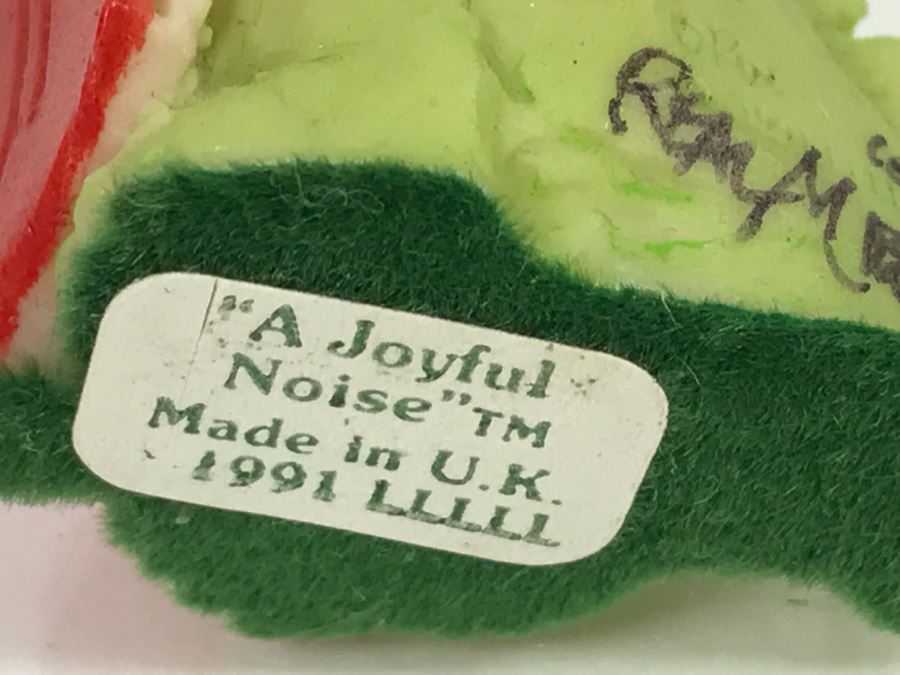 "A Joyful
Noise"™
Made in U.K.
1991 LLLLL